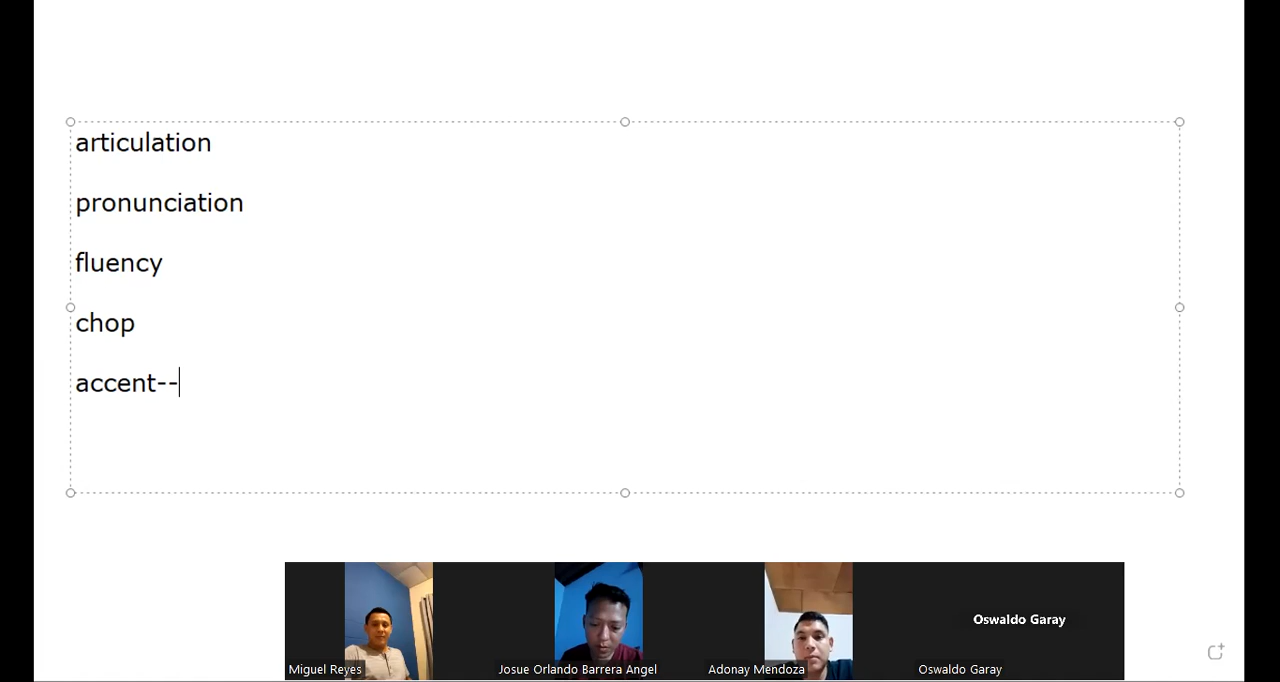 articulation
pronunciation
fluency
chop
accent--
Oswaldo Garay
Miguel Reyes
Josue Orlando Barrera Angel
Adonay Mendoza
Oswaldo Garay